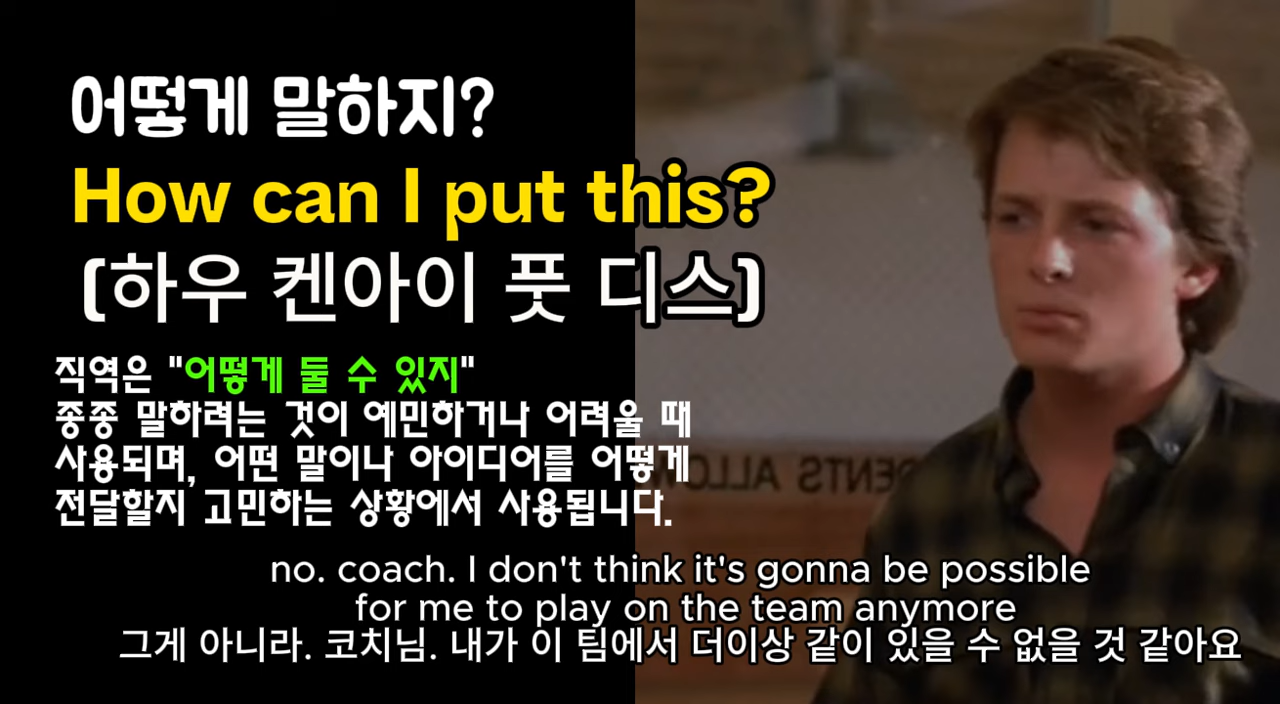 어떻게 말하지?
How can I put this?
(하우 켄아이 풋 디스)
직역은 "어떻게 둘 수 있지"
종종 말하려는 것이 예민하거나 어려울 때
사용되며, 어떤 말이나 아이디어를 어떻게
전달할지 고민하는 상황에서 사용됩니다.
no. coach. I don't think it's gonna be possible
for me to play on the team anymore
그게 아니라. 코치님. 내가 이 팀에서 더이상 같이 있을 수 없을 것 같아요